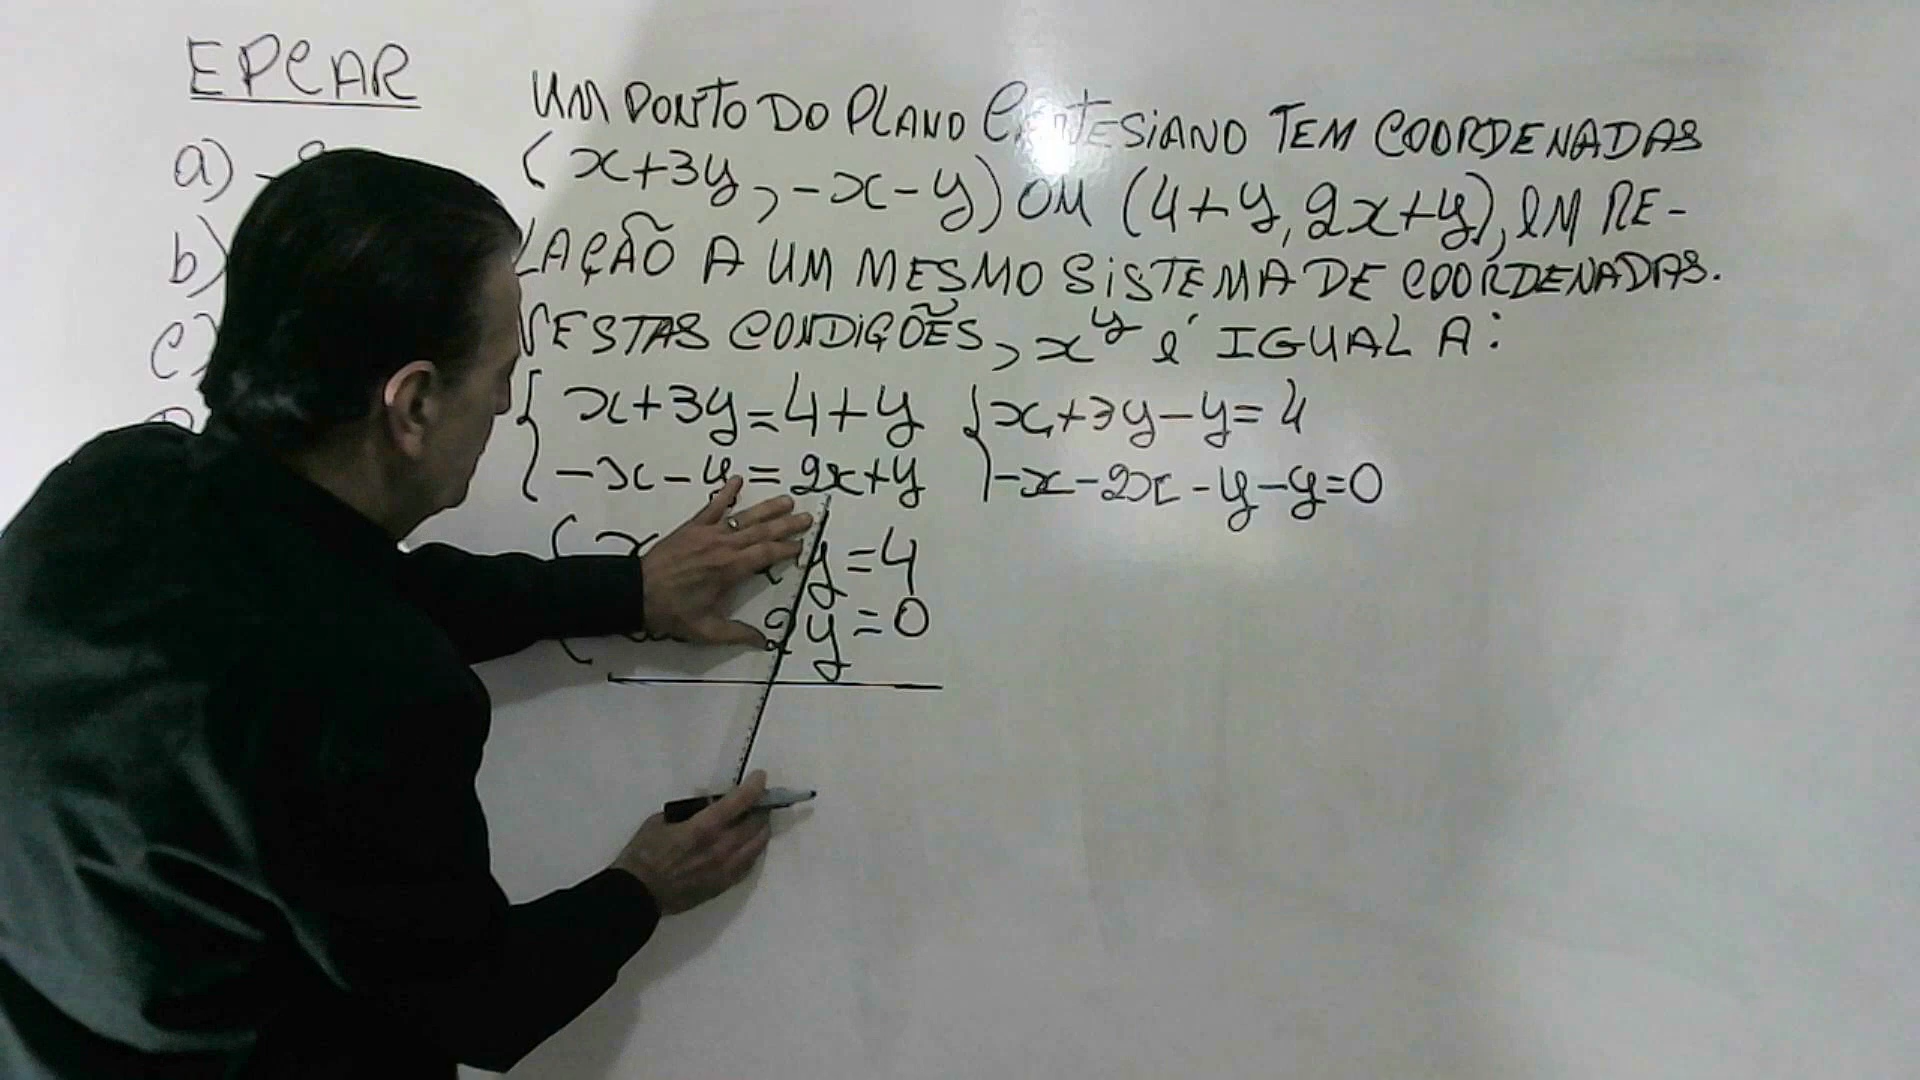 EPCAR
UM PONTO DO PLANO CARTESIANO TEM COORDENADAS
a) -8
(x+3y, -x-y) OU (4+y, 2x+y), EM RE-
b)
LAÇÃO A UM MESMO SISTEMA DE COORDENADAS.
c)
NESTAS CONDIÇÕES, x^y é IGUAL A:
{ x+3y=4+y { x+3y-y=4
-x-y=2x+y -x-2x-y-y=0
{ x y=4
2y=0